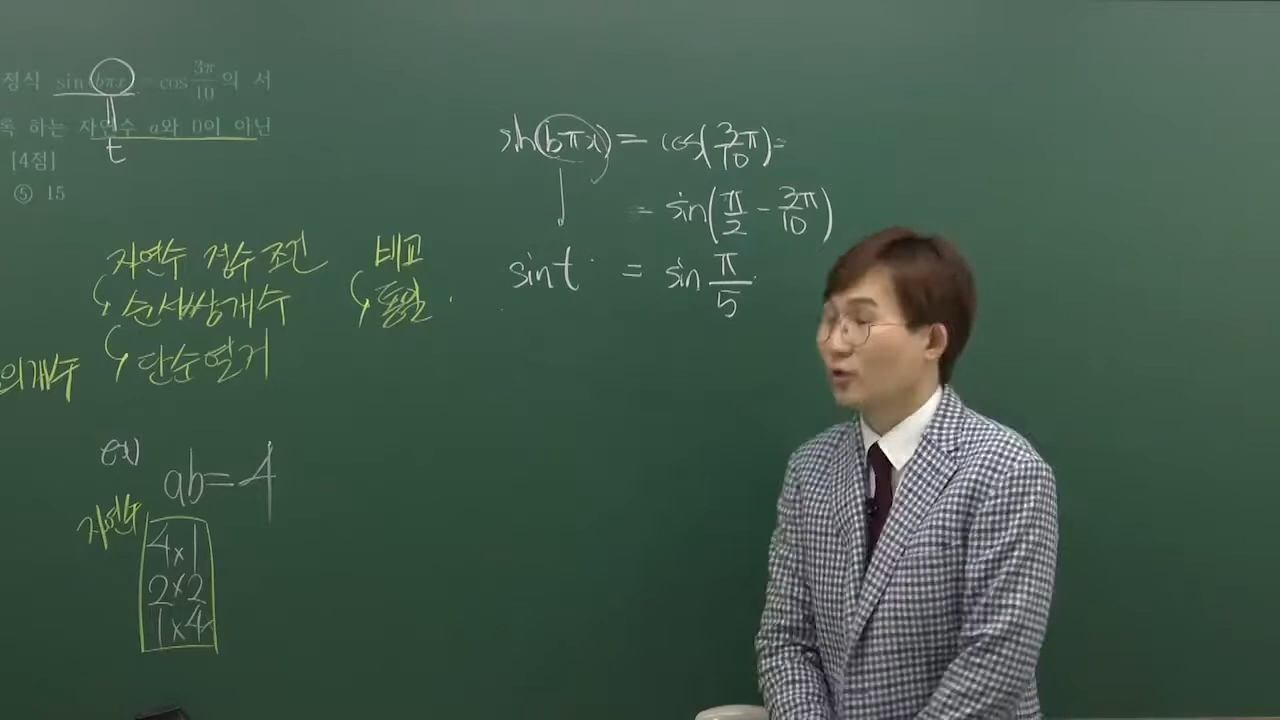 정식 sin bπx = cos 3π/10 의 서
록 하는 자연수 a와 0이 아닌
t
[4점]
⑤ 15
자연수 정수 조건
순서쌍개수
단순열거
의개수
비교
통일
ex) ab=4
자연수
4×1
2×2
1×4
sin(bπx) = cos(3π/10) =
= sin(π/2 - 3π/10)
sint = sin π/5